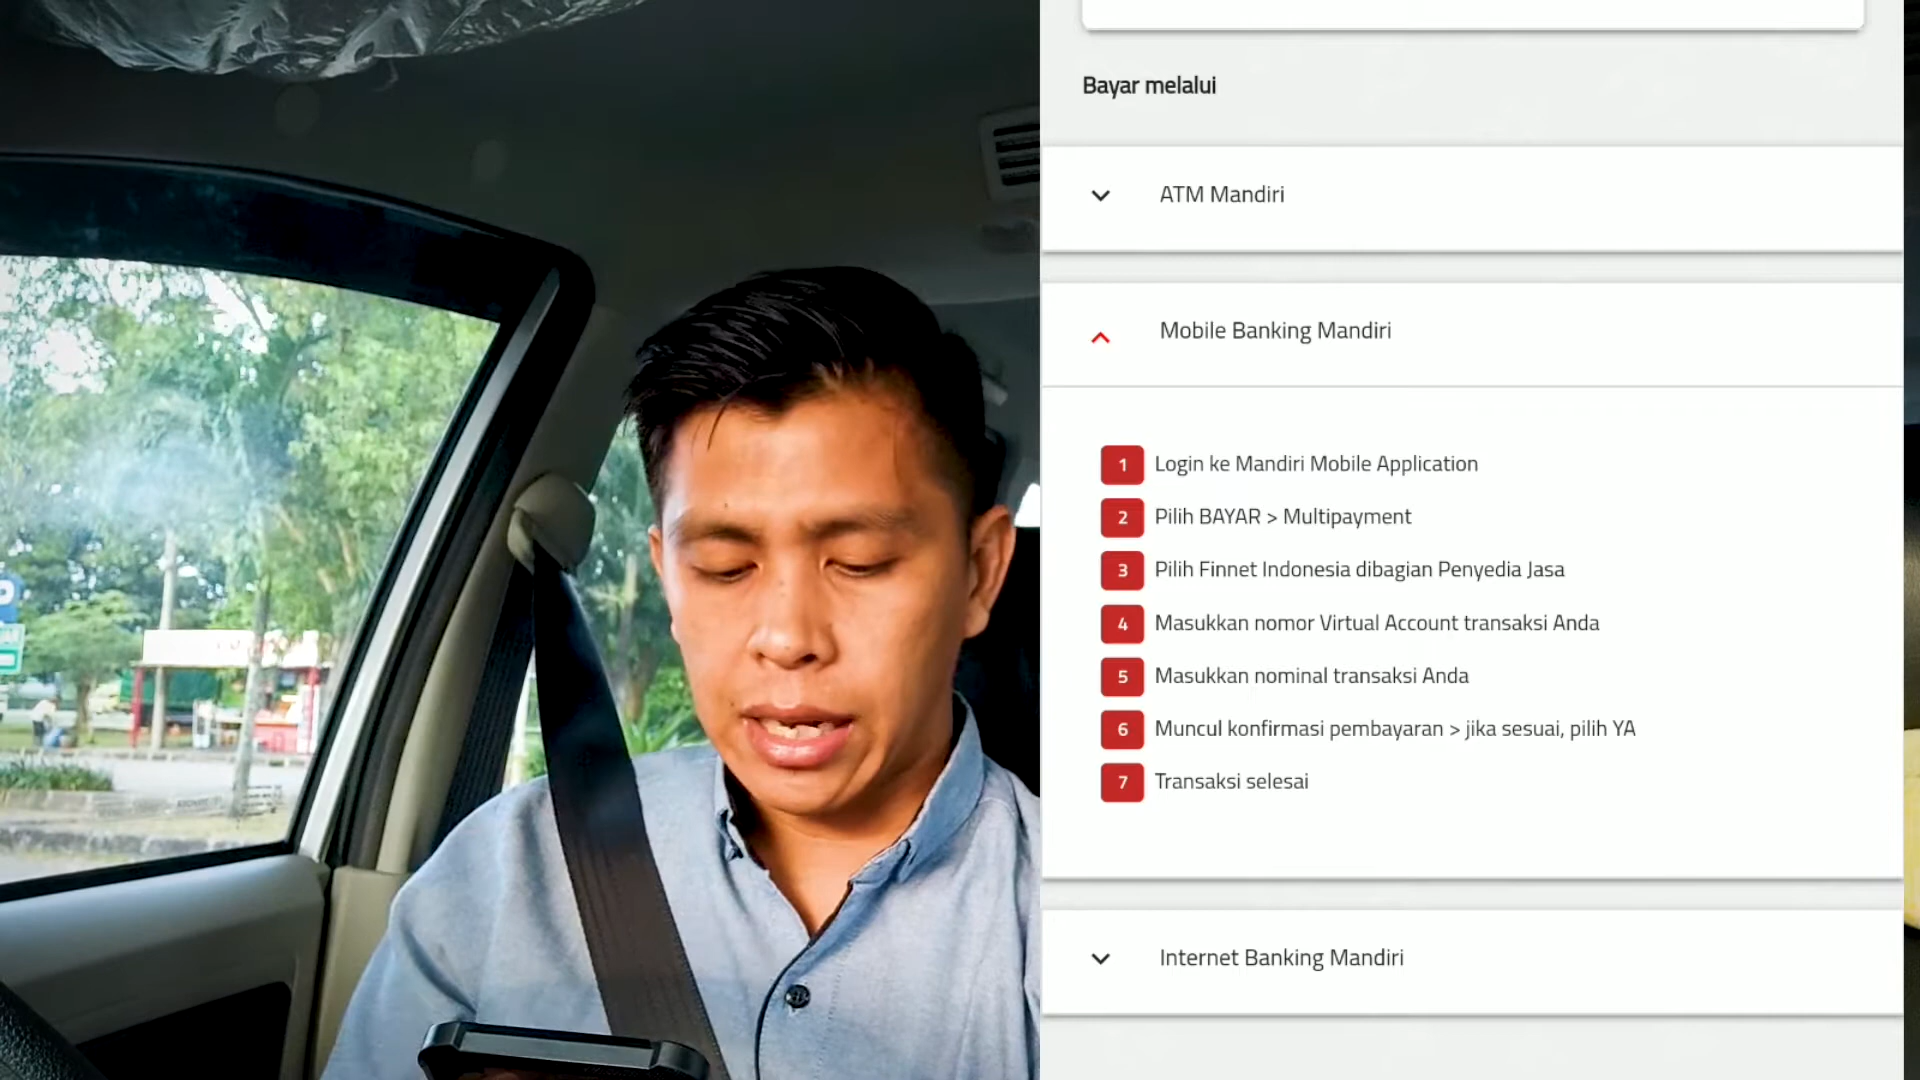 Bayar melalui
ATM Mandiri
Mobile Banking Mandiri
1 Login ke Mandiri Mobile Application
2 Pilih BAYAR > Multipayment
3 Pilih Finnet Indonesia dibagian Penyedia Jasa
4 Masukkan nomor Virtual Account transaksi Anda
5 Masukkan nominal transaksi Anda
6 Muncul konfirmasi pembayaran > jika sesuai, pilih YA
7 Transaksi selesai
Internet Banking Mandiri